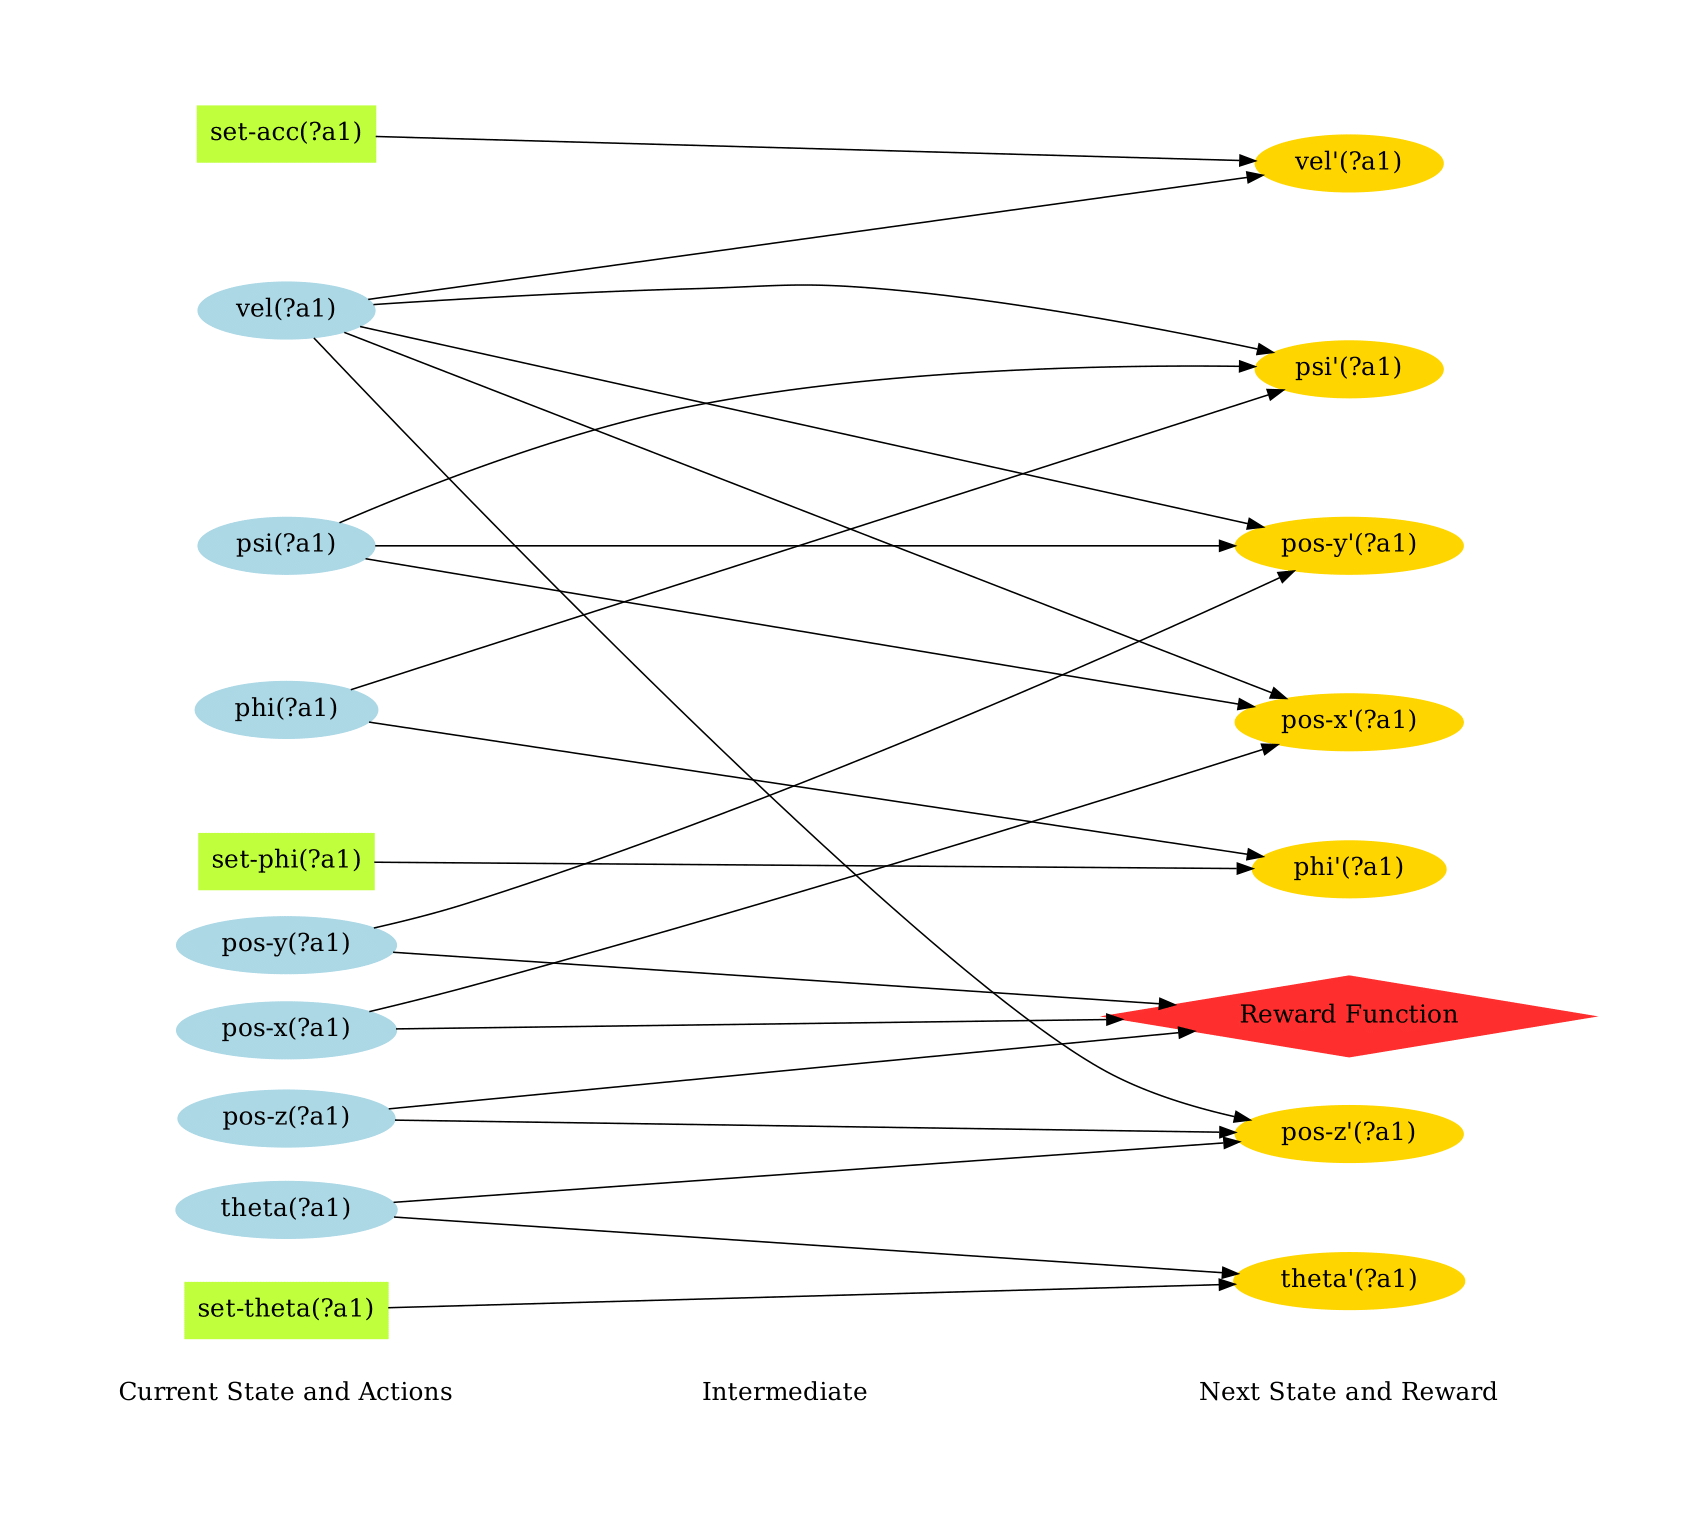 set-acc(?a1)
vel'(?a1)
vel(?a1)
psi'(?a1)
psi(?a1)
pos-y'(?a1)
phi(?a1)
pos-x'(?a1)
set-phi(?a1)
phi'(?a1)
pos-y(?a1)
pos-x(?a1)
Reward Function
pos-z(?a1)
pos-z'(?a1)
theta(?a1)
theta'(?a1)
set-theta(?a1)
Current State and Actions
Intermediate
Next State and Reward